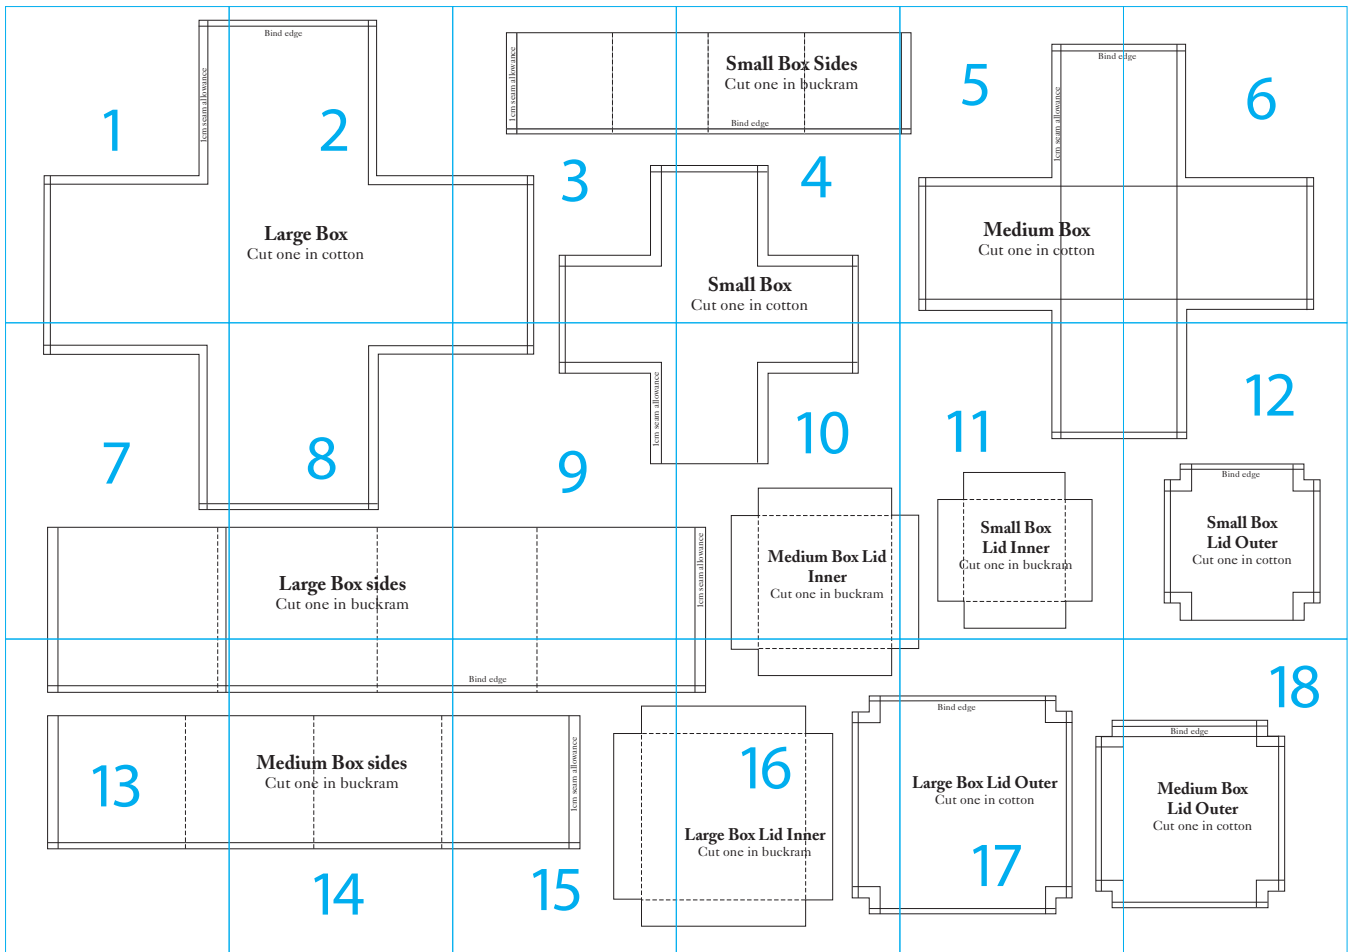 Bind edge
1cm seam allowance
1
2
Large Box
Cut one in cotton
1cm seam allowance
Small Box Sides
Cut one in buckram
Bind edge
3
4
Small Box
Cut one in cotton
1cm seam allowance
5
6
Bind edge
1cm seam allowance
Medium Box
Cut one in cotton
7
8
9
10
11
12
Large Box sides
Cut one in buckram
1cm seam allowance
Bind edge
Medium Box Lid
Inner
Cut one in buckram
Small Box
Lid Inner
Cut one in buckram
Bind edge
Small Box
Lid Outer
Cut one in cotton
13
Medium Box sides
Cut one in buckram
1cm seam allowance
14
15
16
Large Box Lid Inner
Cut one in buckram
Bind edge
Large Box Lid Outer
Cut one in cotton
17
18
Bind edge
Medium Box
Lid Outer
Cut one in cotton